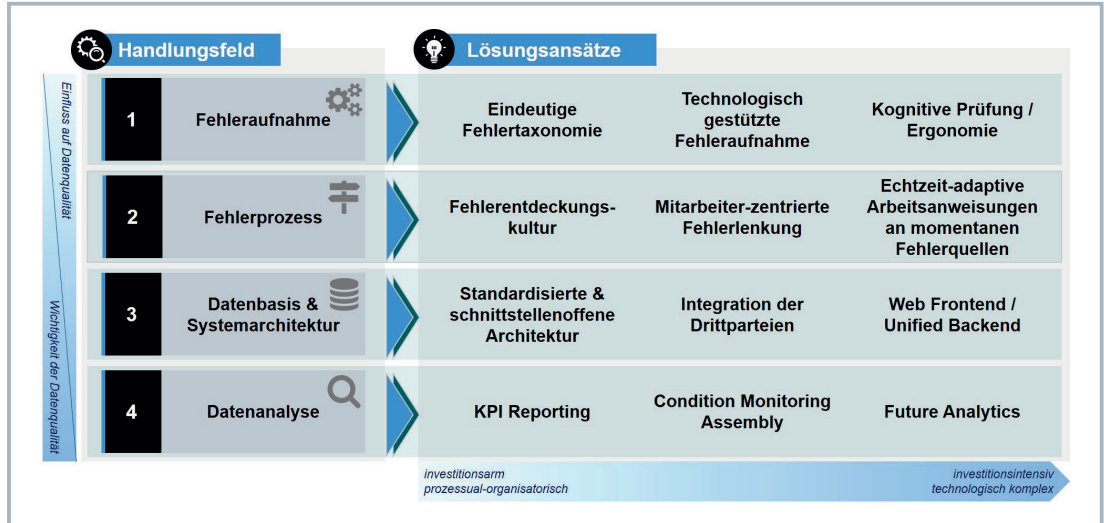 Handlungsfeld
Lösungsansätze
Einfluss auf Datenqualität
Wichtigkeit der Datenqualität
1
Fehleraufnahme
Eindeutige
Fehlertaxonomie
Technologisch
gestützte
Fehleraufnahme
Kognitive Prüfung /
Ergonomie
2
Fehlerprozess
Fehlerentdeckungs-
kultur
Mitarbeiter-zentrierte
Fehlerlenkung
Echtzeit-adaptive
Arbeitsanweisungen
an momentanen
Fehlerquellen
3
Datenbasis &
Systemarchitektur
Standardisierte &
schnittstellenoffene
Architektur
Integration der
Drittparteien
Web Frontend /
Unified Backend
4
Datenanalyse
KPI Reporting
Condition Monitoring
Assembly
Future Analytics
investitionsarm
prozessual-organisatorisch
investitionsintensiv
technologisch komplex